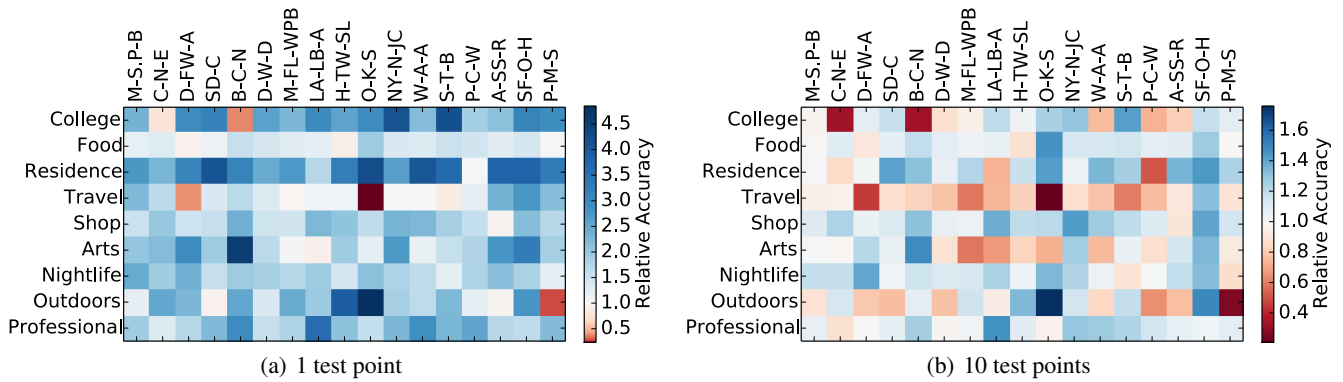 M-S.P-B C-N-E D-FW-A SD-C B-C-N D-W-D M-FL-WPB LA-LB-A H-TW-SL O-K-S NY-N-JC W-A-A S-T-B P-C-W A-SS-R SF-O-H P-M-S
College
Food
Residence
Travel
Shop
Arts
Nightlife
Outdoors
Professional
4.5
4.0
3.5
3.0
2.5
2.0
1.5
1.0
0.5
Relative Accuracy
(a) 1 test point
M-S.P-B C-N-E D-FW-A SD-C B-C-N D-W-D M-FL-WPB LA-LB-A H-TW-SL O-K-S NY-N-JC W-A-A S-T-B P-C-W A-SS-R SF-O-H P-M-S
College
Food
Residence
Travel
Shop
Arts
Nightlife
Outdoors
Professional
1.6
1.4
1.2
1.0
0.8
0.6
0.4
Relative Accuracy
(b) 10 test points